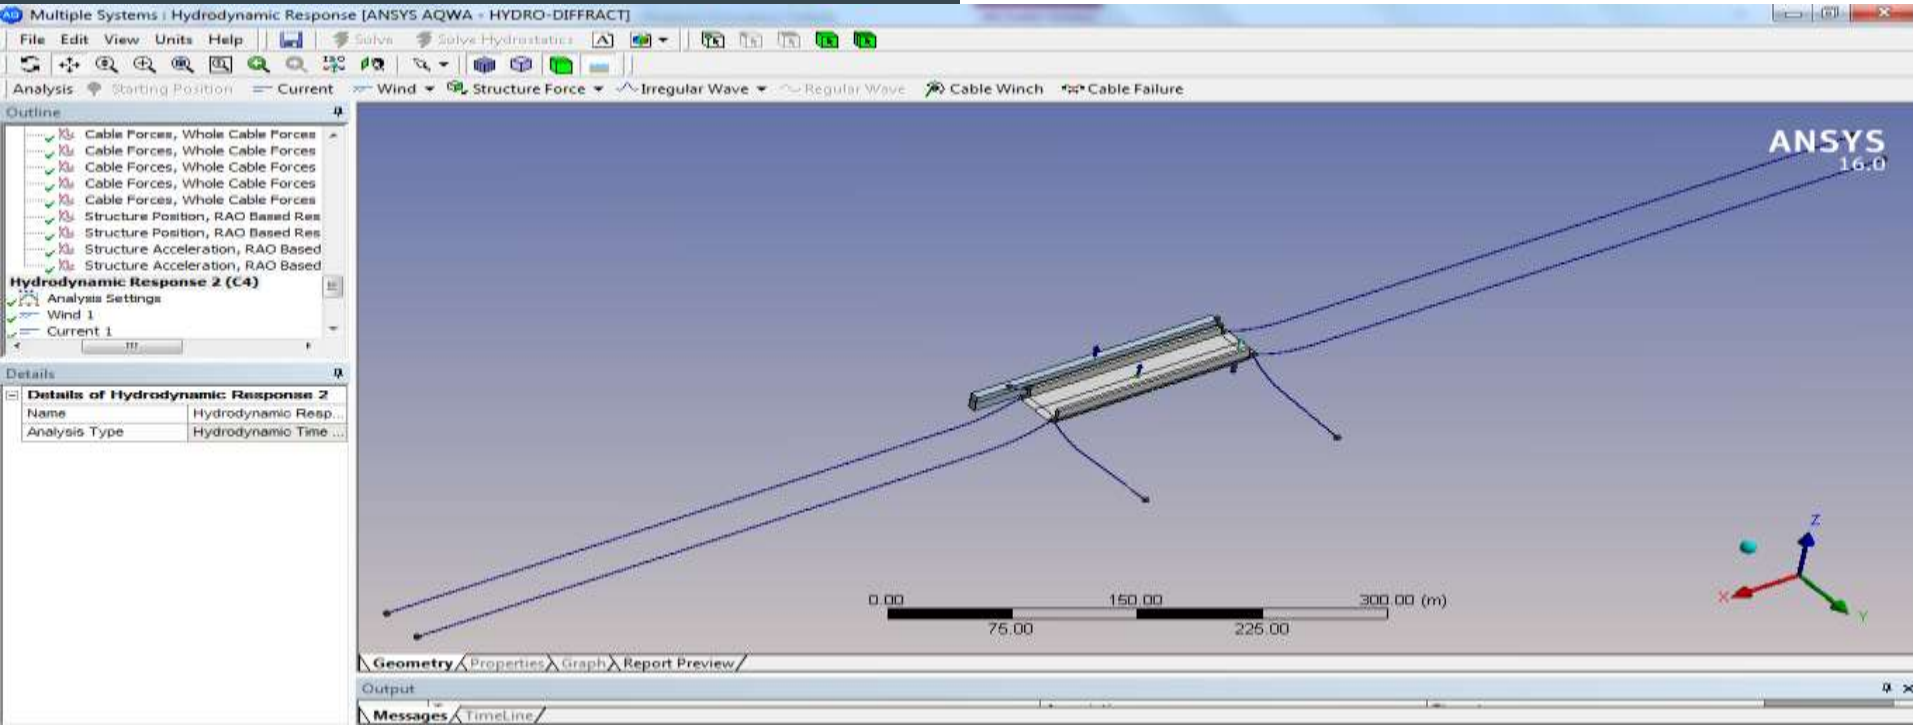 Multiple Systems : Hydrodynamic Response [ANSYS AQWA - HYDRO-DIFFRACT]
File Edit View Units Help Solve Solve Hydrostatics
Analysis Starting Position Current Wind Structure Force Irregular Wave Regular Wave Cable Winch Cable Failure
Outline
Cable Forces, Whole Cable Forces
Cable Forces, Whole Cable Forces
Cable Forces, Whole Cable Forces
Cable Forces, Whole Cable Forces
Cable Forces, Whole Cable Forces
Structure Position, RAO Based Res
Structure Position, RAO Based Res
Structure Acceleration, RAO Based
Structure Acceleration, RAO Based
Hydrodynamic Response 2 (C4)
Analysis Settings
Wind 1
Current 1
Details
Details of Hydrodynamic Response 2
Name Hydrodynamic Resp...
Analysis Type Hydrodynamic Time ...
ANSYS
16.0
0.00 150.00 300.00 (m)
75.00 225.00
Z
X
Y
Geometry Properties Graph Report Preview
Output
Messages TimeLine